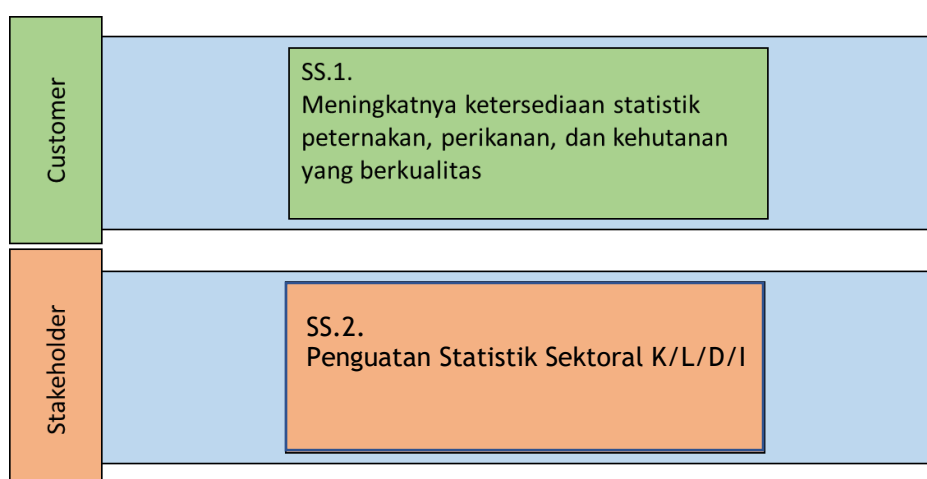 Customer
SS.1.
Meningkatnya ketersediaan statistik
peternakan, perikanan, dan kehutanan
yang berkualitas
Stakeholder
SS.2.
Penguatan Statistik Sektoral K/L/D/I